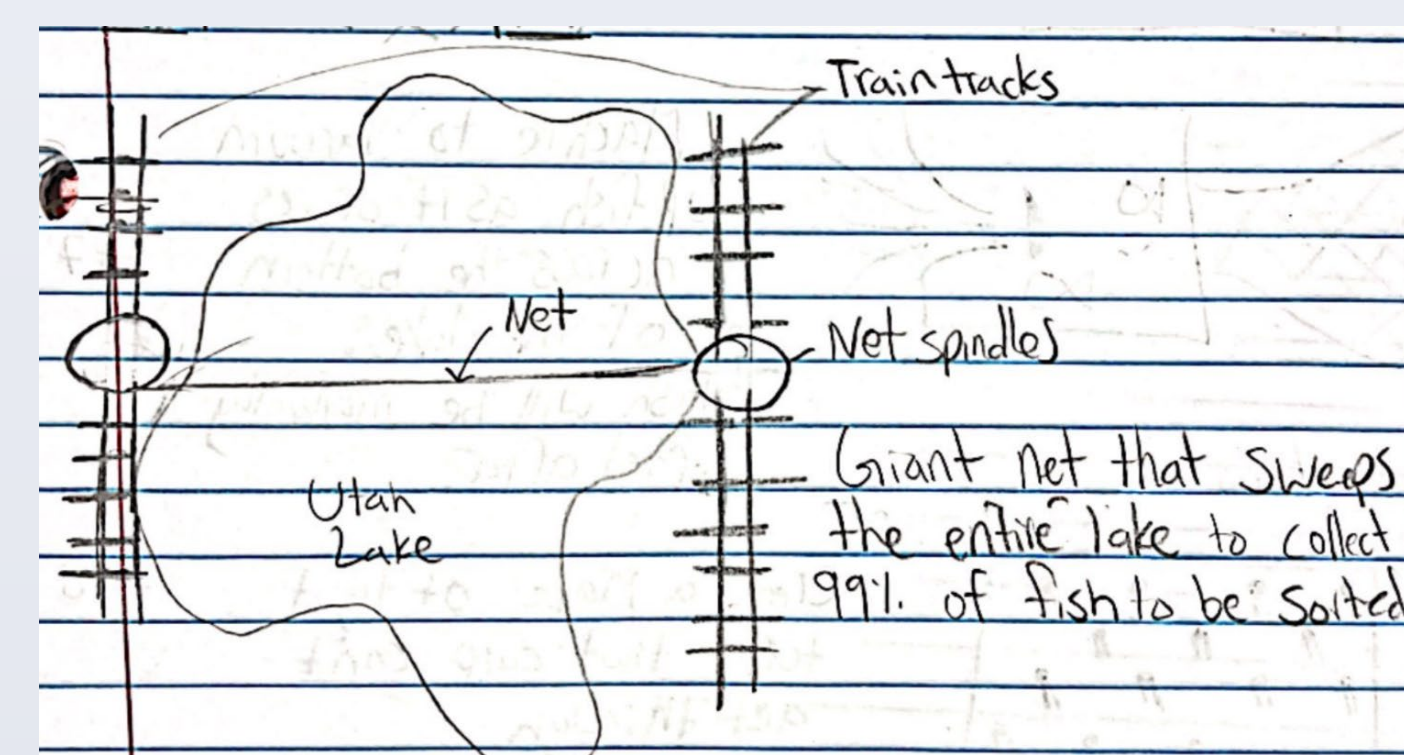 Train tracks
Net
Net spindles
Utah
Lake
Giant net that sweeps
the entire lake to collect
99% of fish to be sorted